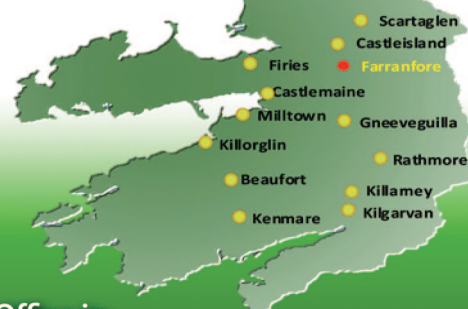 Scartaglen
Castleisland
Farranfore
Firies
Castlemaine
Milltown
Gneeveguilla
Killorglin
Rathmore
Beaufort
Killarney
Kilgarvan
Kenmare